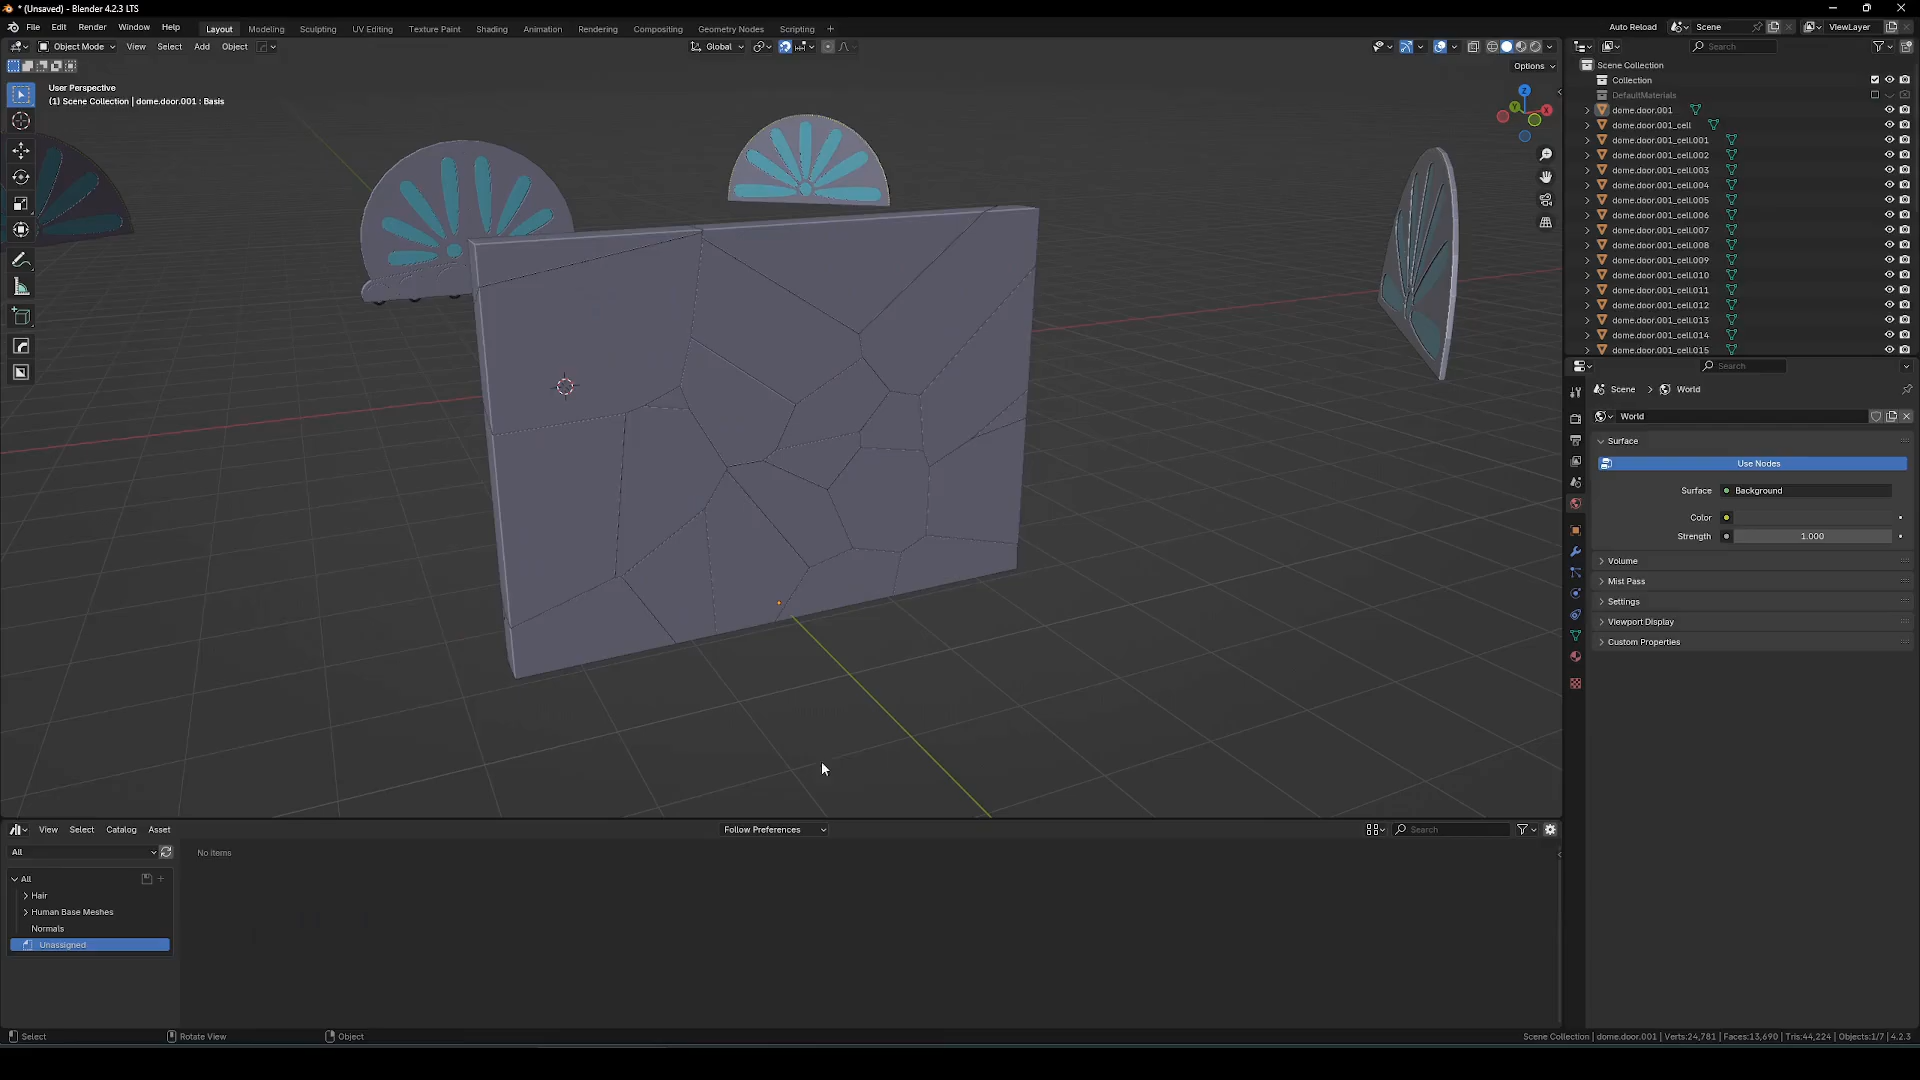 * (Unsaved) - Blender 4.2.3 LTS
File Edit Render Window Help Layout Modeling Sculpting UV Editing Texture Paint Shading Animation Rendering Compositing Geometry Nodes Scripting + Auto Reload Scene ViewLayer
Object Mode View Select Add Object Global Search
Options
User Perspective
(1) Scene Collection | dome.door.001 : Basis
Z
Y
X
Scene Collection
Collection
DefaultMaterials
dome.door.001
dome.door.001_cell
dome.door.001_cell.001
dome.door.001_cell.002
dome.door.001_cell.003
dome.door.001_cell.004
dome.door.001_cell.005
dome.door.001_cell.006
dome.door.001_cell.007
dome.door.001_cell.008
dome.door.001_cell.009
dome.door.001_cell.010
dome.door.001_cell.011
dome.door.001_cell.012
dome.door.001_cell.013
dome.door.001_cell.014
dome.door.001_cell.015
Search
Scene World
World
Surface
Use Nodes
Surface Background
Color
Strength 1.000
Volume
Mist Pass
Settings
Viewport Display
Custom Properties
View Select Catalog Asset Follow Preferences Search
All No items
All
Hair
Human Base Meshes
Normals
Unassigned
Select Rotate View Object Scene Collection | dome.door.001 | Verts:24,781 | Faces:13,690 | Tris:44,224 | Objects:1/7 | 4.2.3